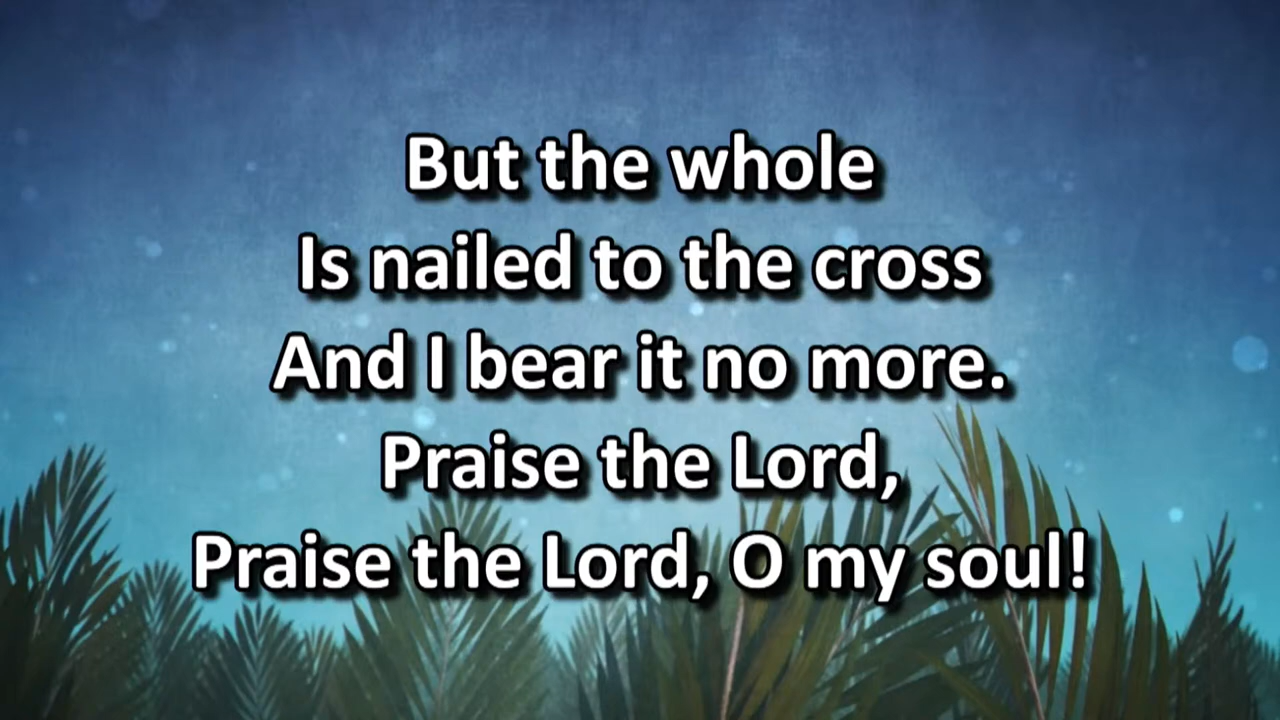 But the whole
Is nailed to the cross
And I bear it no more.
Praise the Lord,
Praise the Lord, O my soul!